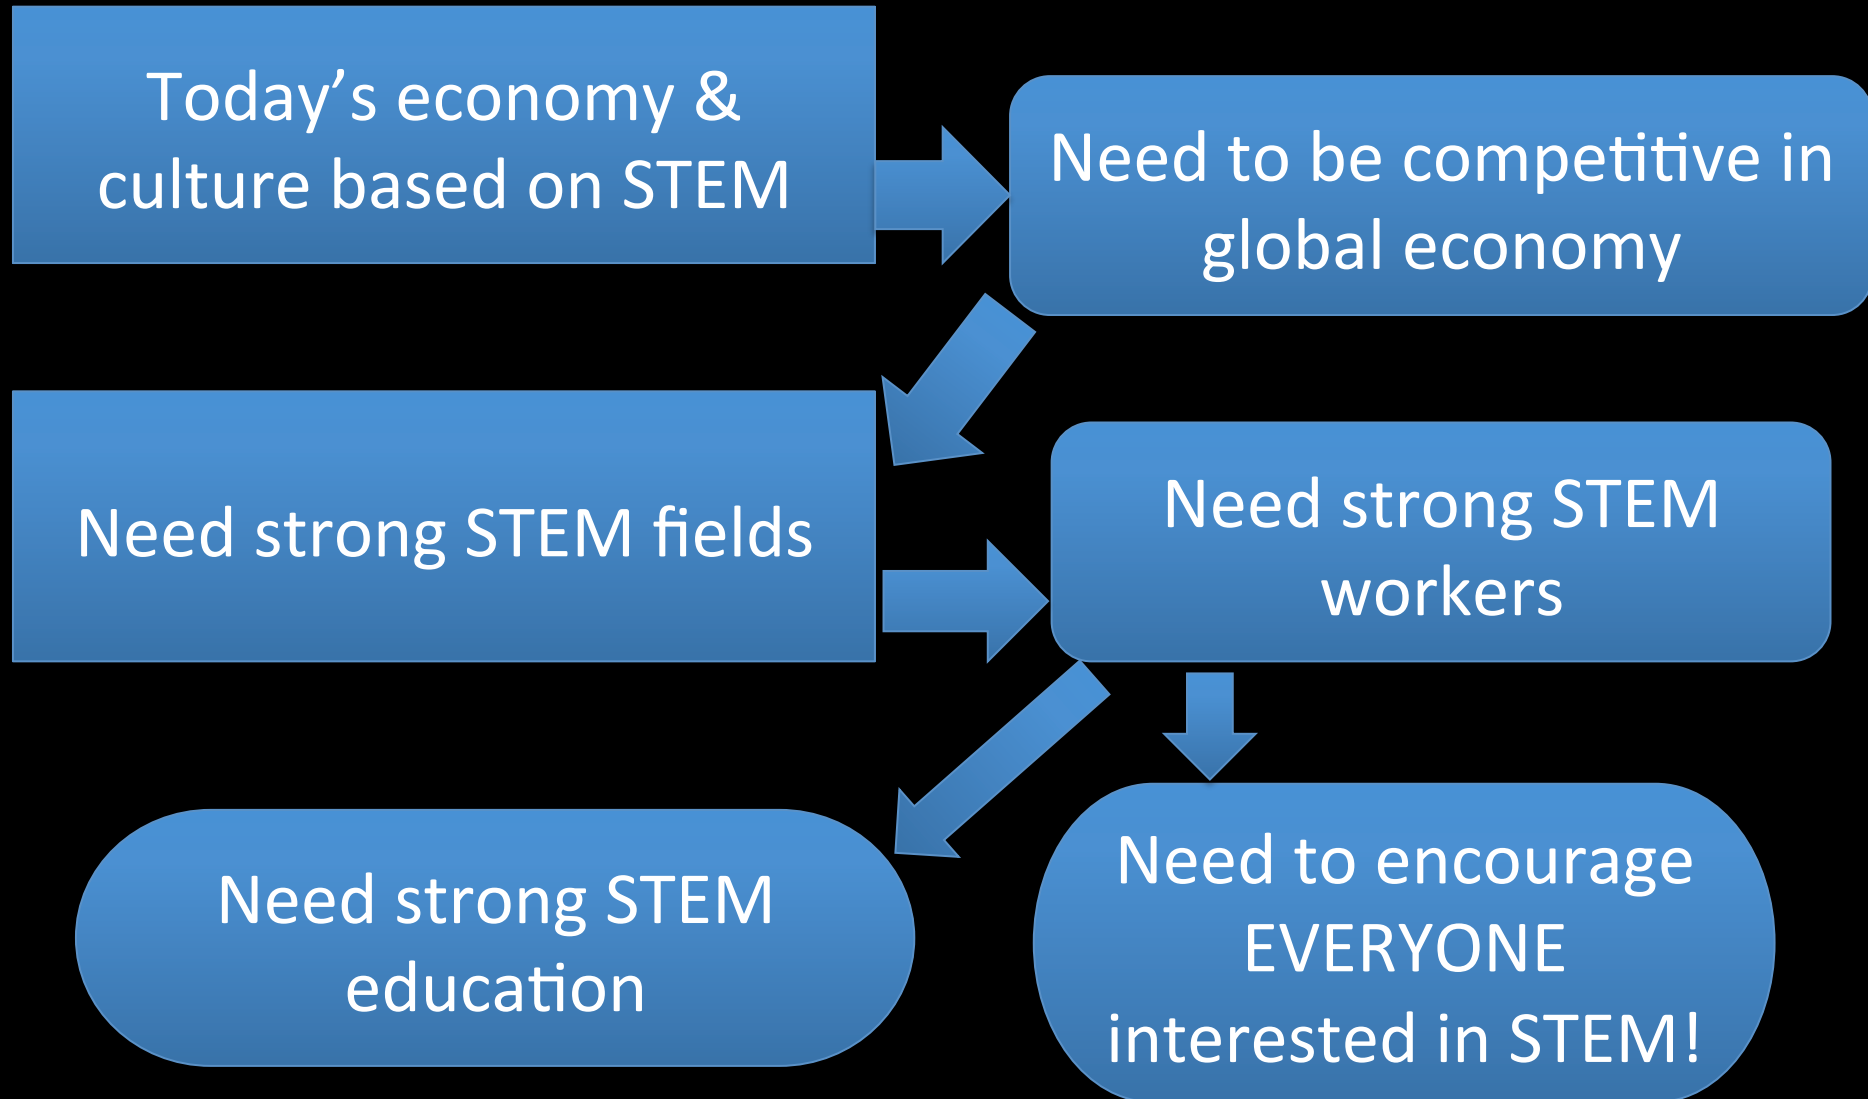 Today’s economy &
culture based on STEM
Need to be competitive in
global economy
Need strong STEM fields
Need strong STEM
workers
Need strong STEM
education
Need to encourage
EVERYONE
interested in STEM!